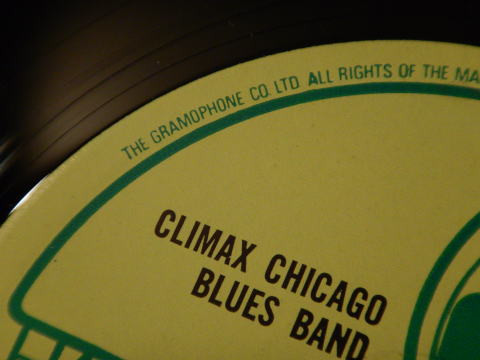 THE GRAMOPHONE CO. LTD ALL RIGHTS OF THE MA
CLIMAX CHICAGO
BLUES BAND